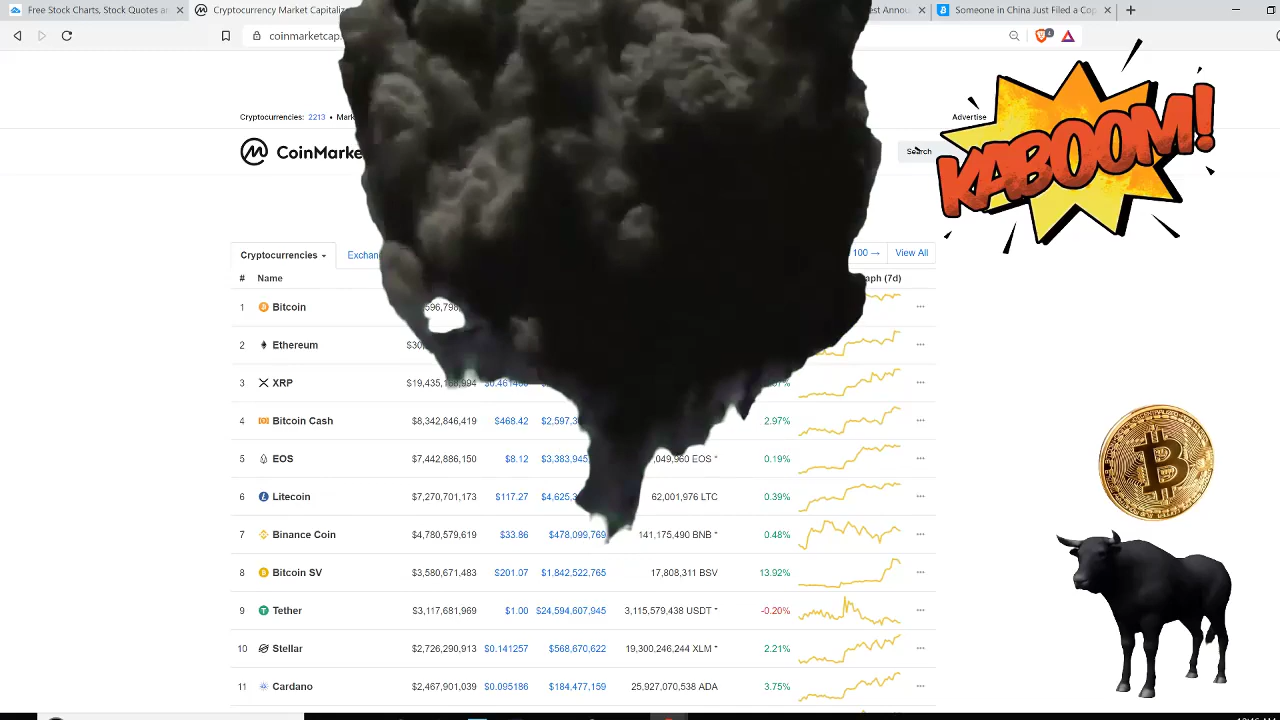 Free Stock Charts, Stock Quotes an
Cryptocurrency Market Capitaliz
est Annou
Someone in China Just Filed a Cop
coinmarketcap.
4
Cryptocurrencies: 2213 • Mark
Advertise
CoinMarke
Search
KABOOM!
Cryptocurrencies
Exchan
100 →
View All
# Name
aph (7d)
1 Bitcoin
2 Ethereum
3 XRP
4 Bitcoin Cash $8,342,846,419 $468.42 2.97%
5 EOS $7,442,886,150 $8.12 $3,383,945 ,049,960 EOS * 0.19%
6 Litecoin $7,270,701,173 $117.27 62,001,976 LTC 0.39%
7 Binance Coin $4,780,579,619 $33.86 $478,099,769 141,175,490 BNB * 0.48%
8 Bitcoin SV $3,580,671,483 $201.07 $1,842,522,765 17,808,311 BSV 13.92%
9 Tether $3,117,681,969 $1.00 $24,594,607,945 3,115,579,438 USDT * -0.20%
10 Stellar $2,726,209,913 $0.141257 $568,670,622 19,300,246,244 XLM * 2.21%
11 Cardano $2,467,901,039 $0.095186 $184,477,159 25,927,070,538 ADA 3.75%